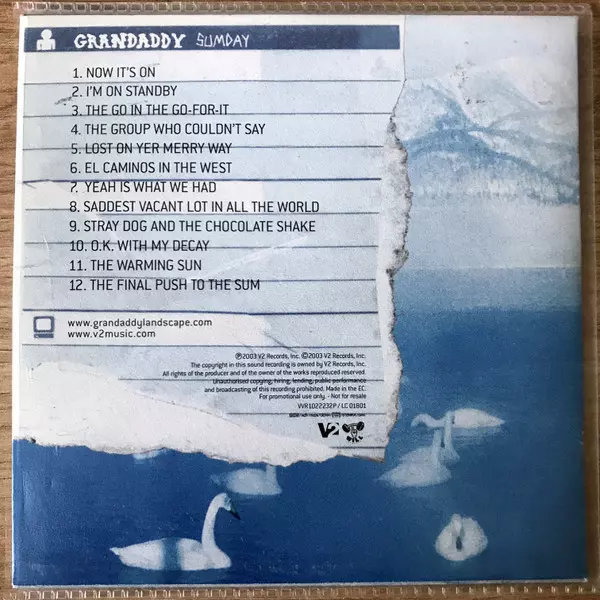 GRANDADDY SUMDAY
1. NOW IT'S ON
2. I'M ON STANDBY
3. THE GO IN THE GO-FOR-IT
4. THE GROUP WHO COULDN'T SAY
5. LOST ON YER MERRY WAY
6. EL CAMINOS IN THE WEST
7. YEAH IS WHAT WE HAD
8. SADDEST VACANT LOT IN ALL THE WORLD
9. STRAY DOG AND THE CHOCOLATE SHAKE
10. O.K. WITH MY DECAY
11. THE WARMING SUN
12. THE FINAL PUSH TO THE SUM
www.grandaddylandscape.com
www.v2music.com
℗2003 V2 Records, Inc. ©2003 V2 Records, Inc.
The copyright in this sound recording is owned by V2 Records, Inc.
All rights of the producer and of the owner of the works reproduced reserved.
Unauthorised copying, hiring, lending, public performance
and broadcasting of this recording prohibited. Made in the EC.
For promotional use only. - Not for resale
VVR1022232P / LC 01801
V2